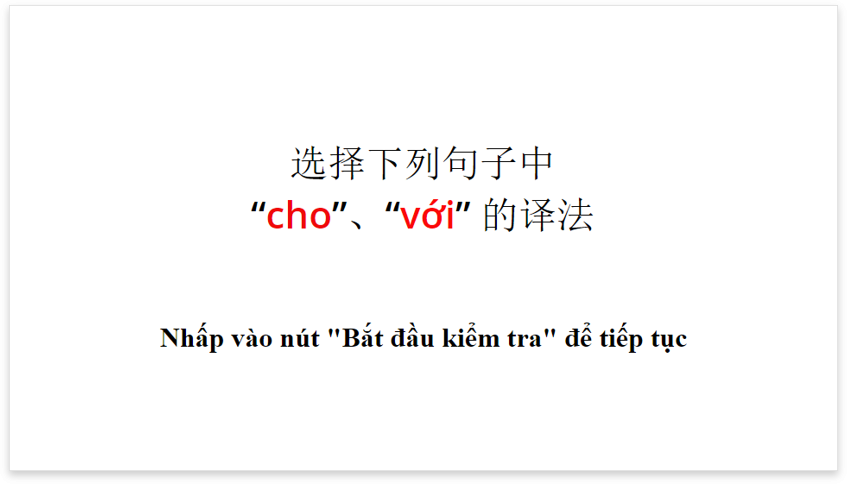 选择下列句子中
“cho”、“với” 的译法
Nhấp vào nút "Bắt đầu kiểm tra" để tiếp tục